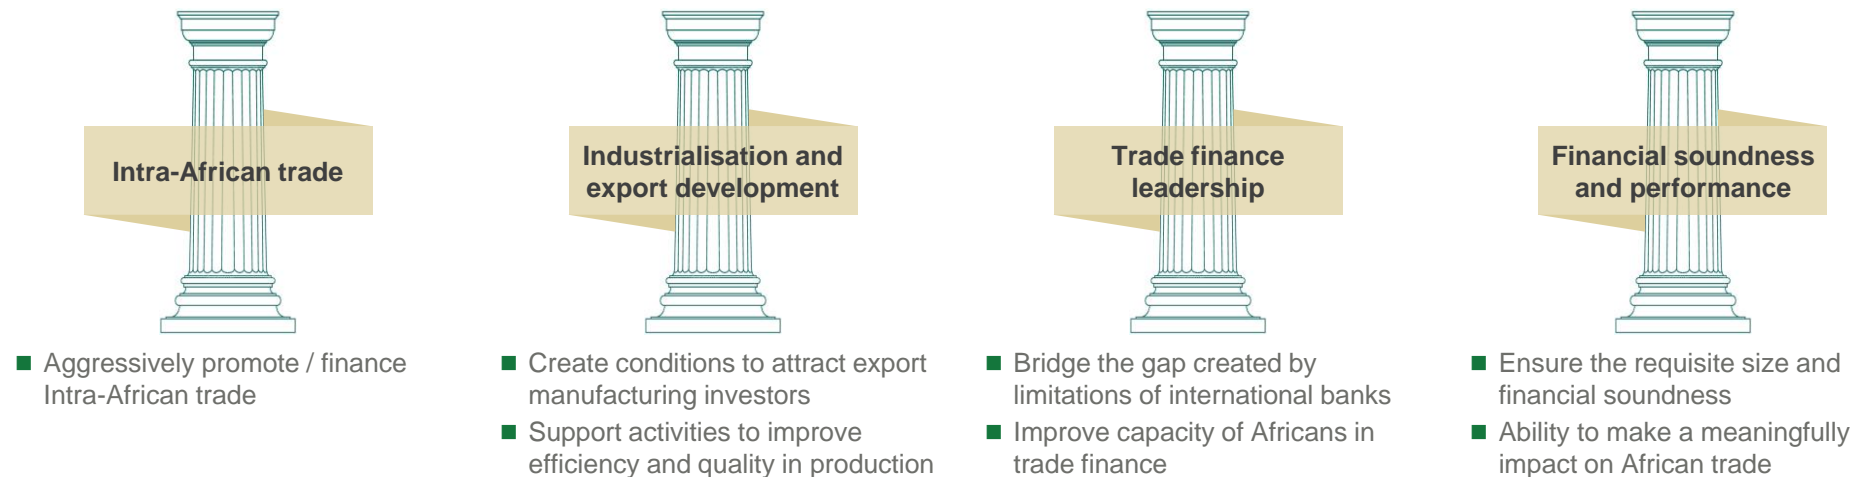 Intra-African trade
■ Aggressively promote / finance
Intra-African trade
Industrialisation and
export development
■ Create conditions to attract export
manufacturing investors
■ Support activities to improve
efficiency and quality in production
Trade finance
leadership
■ Bridge the gap created by
limitations of international banks
■ Improve capacity of Africans in
trade finance
Financial soundness
and performance
■ Ensure the requisite size and
financial soundness
■ Ability to make a meaningfully
impact on African trade